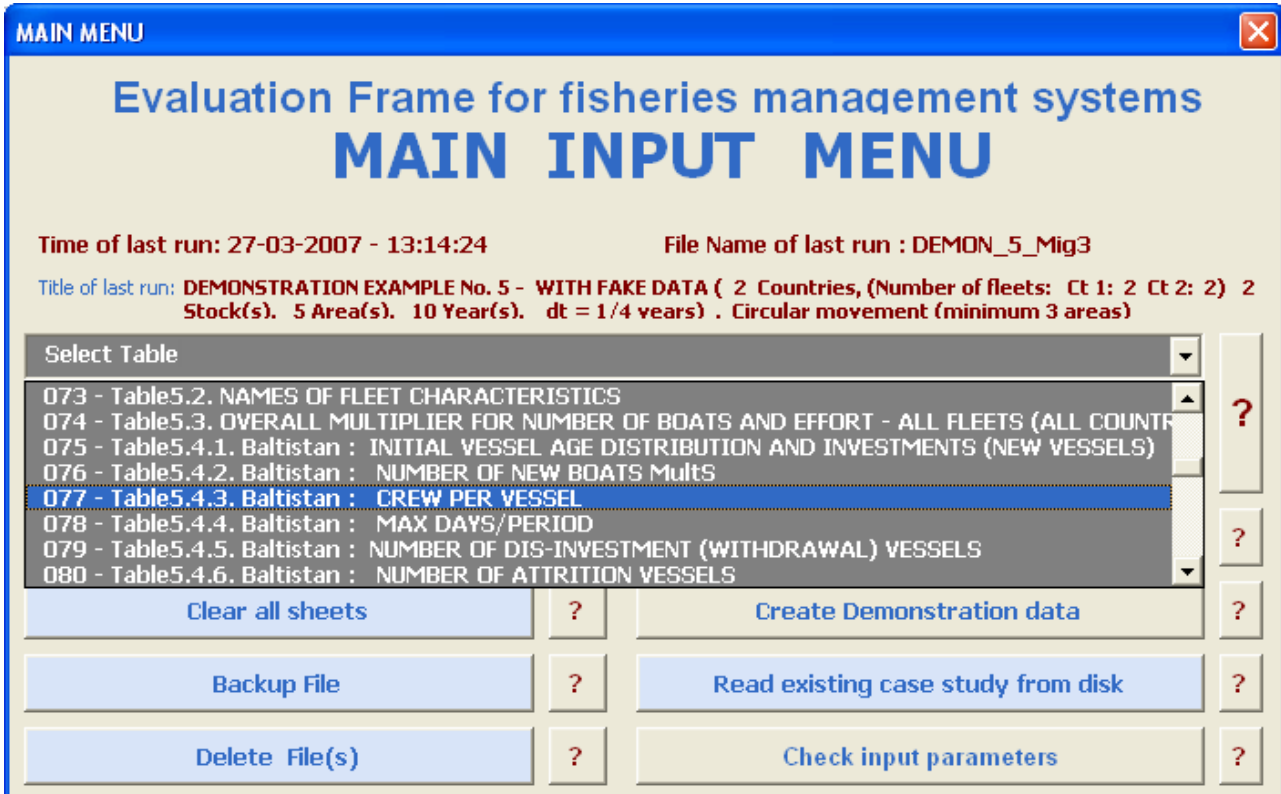 MAIN MENU
Evaluation Frame for fisheries management systems
MAIN INPUT MENU
Time of last run: 27-03-2007 - 13:14:24 File Name of last run : DEMON_5_Mig3
Title of last run: DEMONSTRATION EXAMPLE No. 5 - WITH FAKE DATA ( 2 Countries, (Number of fleets: Ct 1: 2 Ct 2: 2) 2
Stock(s). 5 Area(s). 10 Year(s). dt = 1/4 years) . Circular movement (minimum 3 areas)
Select Table
073 - Table5.2. NAMES OF FLEET CHARACTERISTICS
074 - Table5.3. OVERALL MULTIPLIER FOR NUMBER OF BOATS AND EFFORT - ALL FLEETS (ALL COUNTR
?
075 - Table5.4.1. Baltistan : INITIAL VESSEL AGE DISTRIBUTION AND INVESTMENTS (NEW VESSELS)
076 - Table5.4.2. Baltistan : NUMBER OF NEW BOATS MultS
077 - Table5.4.3. Baltistan : CREW PER VESSEL
078 - Table5.4.4. Baltistan : MAX DAYS/PERIOD
079 - Table5.4.5. Baltistan : NUMBER OF DIS-INVESTMENT (WITHDRAWAL) VESSELS
?
080 - Table5.4.6. Baltistan : NUMBER OF ATTRITION VESSELS
Clear all sheets ? Create Demonstration data ?
Backup File ? Read existing case study from disk ?
Delete File(s) ? Check input parameters ?